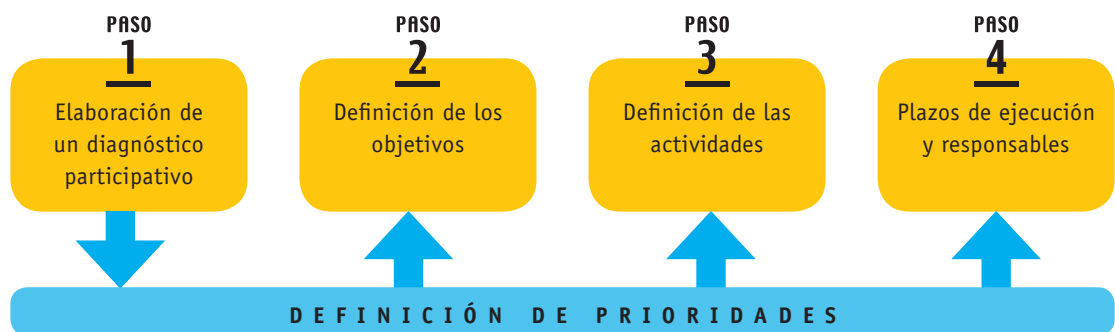 PASO
1
Elaboración de
un diagnóstico
participativo
PASO
2
Definición de los
objetivos
PASO
3
Definición de las
actividades
PASO
4
Plazos de ejecución
y responsables
DEFINICIÓN DE PRIORIDADES